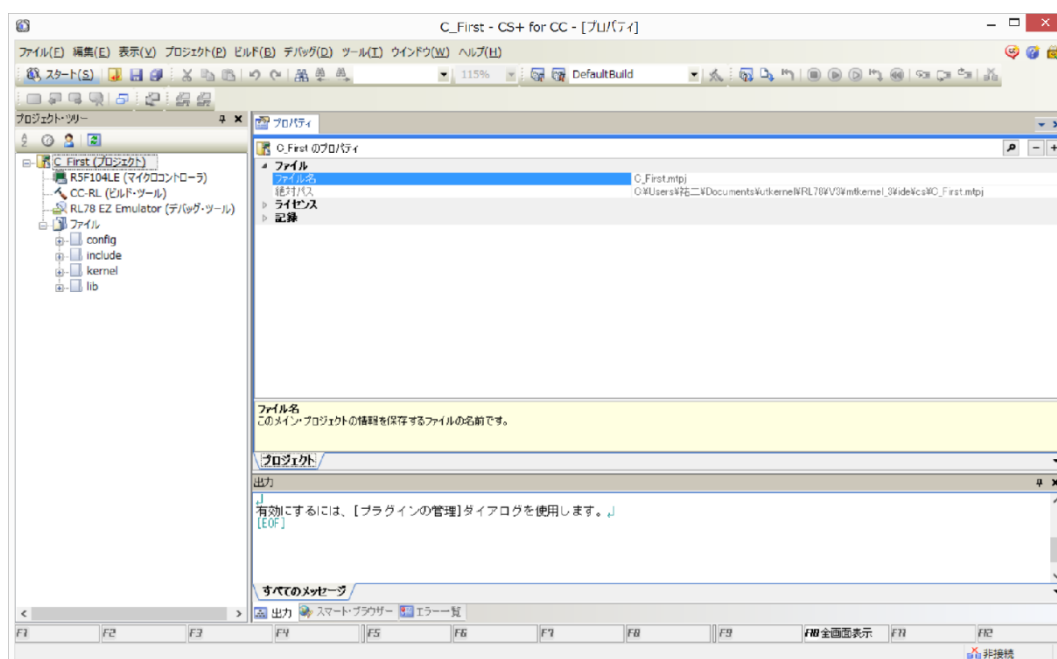 C_First - CS+ for CC - [プロパティ]
ファイル(F) 編集(E) 表示(V) プロジェクト(P) ビルド(B) デバッグ(D) ツール(T) ウインドウ(W) ヘルプ(H)
スタート(S) 115% DefaultBuild
プロジェクト・ツリー
C_First (プロジェクト)
R5F104LE (マイクロコントローラ)
CC-RL (ビルド・ツール)
RL78 EZ Emulator (デバッグ・ツール)
ファイル
config
include
kernel
lib
プロパティ
C_First のプロパティ
ファイル
ファイル名 C_First.mtpj
絶対パス C:¥Users¥祐二¥Documents¥utkernel¥RL78¥V3¥mtkernel_3¥ide¥cs¥C_First.mtpj
ライセンス
記録
ファイル名
このメイン・プロジェクトの情報を保存するファイルの名前です。
プロジェクト
出力
有効にするには、[プラグインの管理]ダイアログを使用します。
[EOF]
すべてのメッセージ
出力 スマート・ブラウザー エラー一覧
F1 F2 F3 F4 F5 F6 F7 F8 F9 F10 全画面表示 F11 F12
非接続